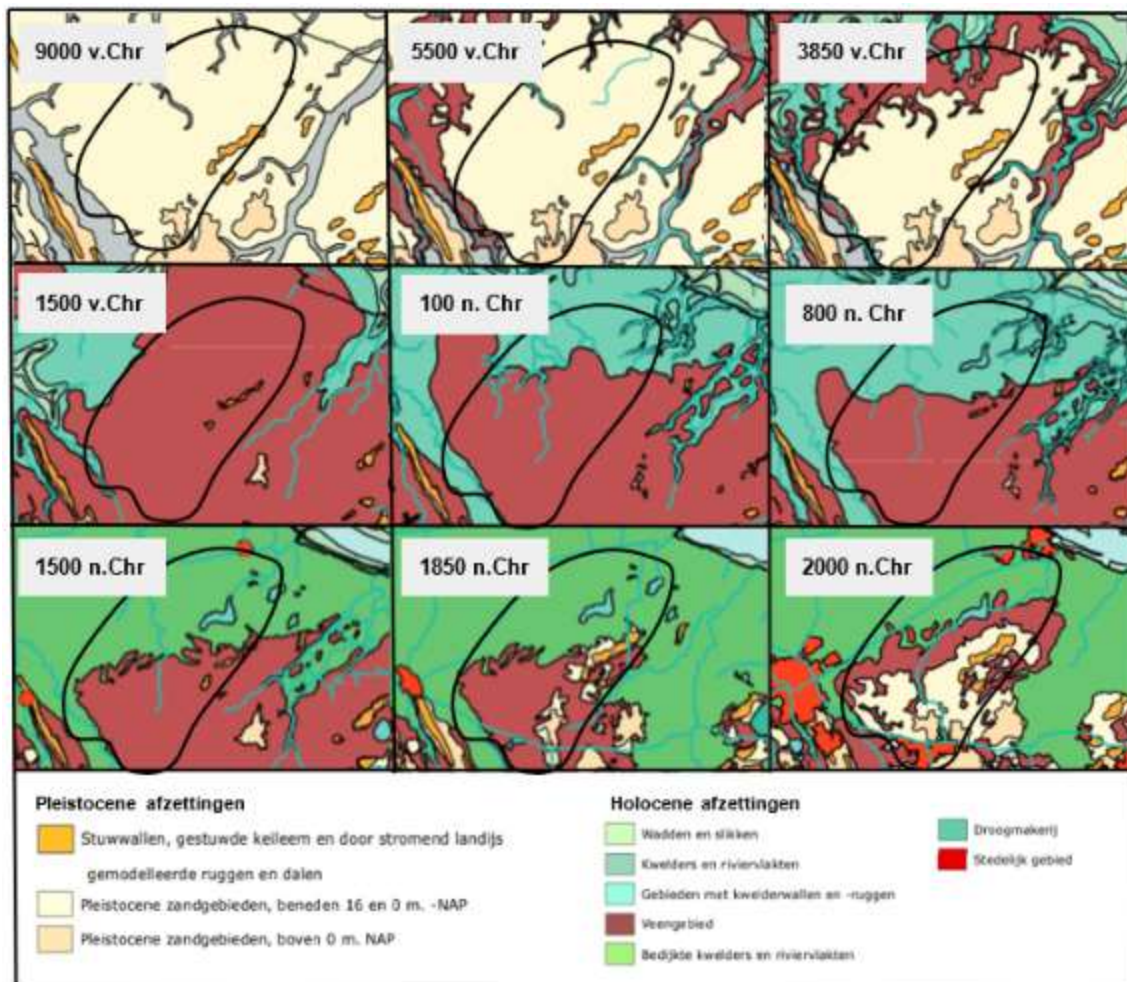 9000 v.Chr
5500 v.Chr
3850 v.Chr
1500 v.Chr
100 n. Chr
800 n. Chr
1500 n.Chr
1850 n.Chr
2000 n.Chr
Pleistocene afzettingen
Stuwwallen, gestuwde keileem en door stromend landijs
gemodelleerde ruggen en dalen
Pleistocene zandgebieden, beneden 16 en 0 m. -NAP
Pleistocene zandgebieden, boven 0 m. NAP
Holocene afzettingen
Wadden en slikken
Kwelders en riviervlakten
Gebieden met kwelderwallen en -ruggen
Veengebied
Bedijkte kwelders en riviervlakten
Droogmakerij
Stedelijk gebied